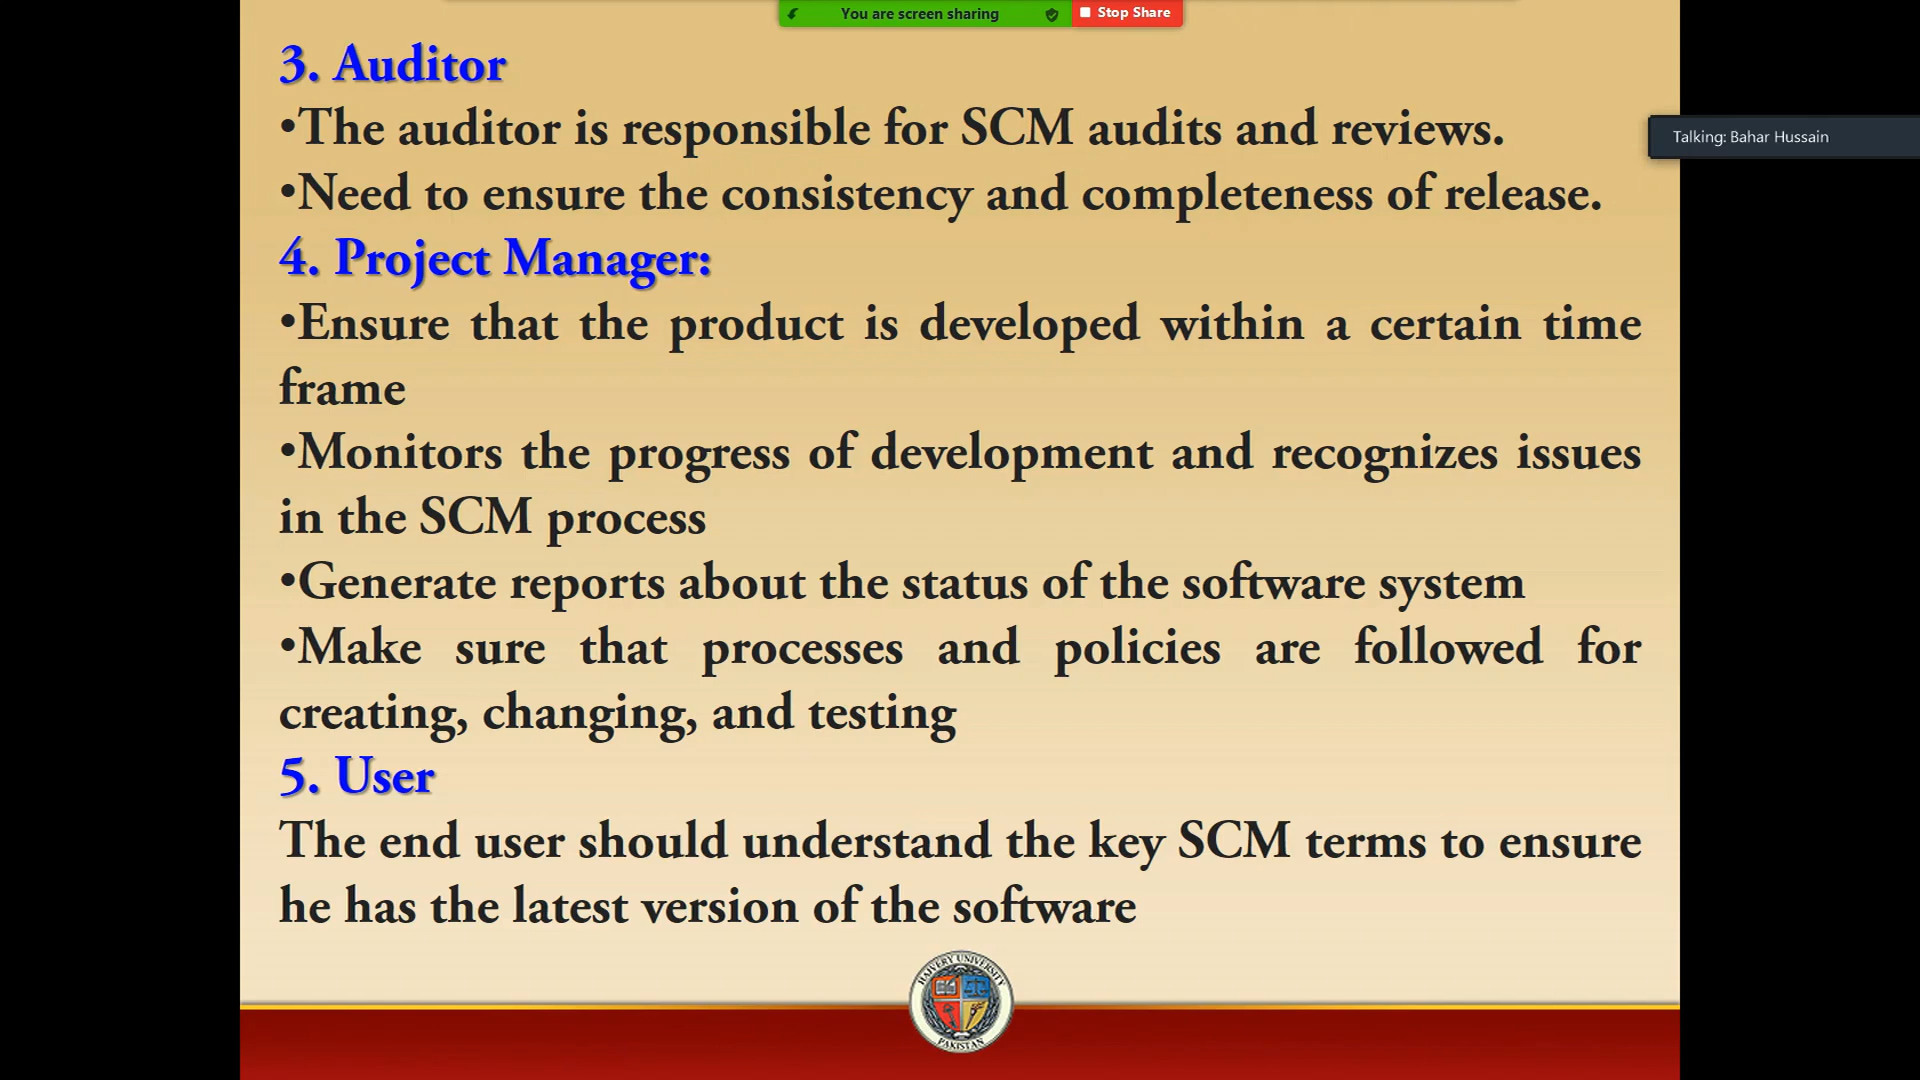 You are screen sharing
Stop Share
3. Auditor
•The auditor is responsible for SCM audits and reviews.
Talking: Bahar Hussain
•Need to ensure the consistency and completeness of release.
4. Project Manager:
•Ensure that the product is developed within a certain time
frame
•Monitors the progress of development and recognizes issues
in the SCM process
•Generate reports about the status of the software system
•Make sure that processes and policies are followed for
creating, changing, and testing
5. User
The end user should understand the key SCM terms to ensure
he has the latest version of the software
HAIVERY UNIVERSITY
PAKISTAN